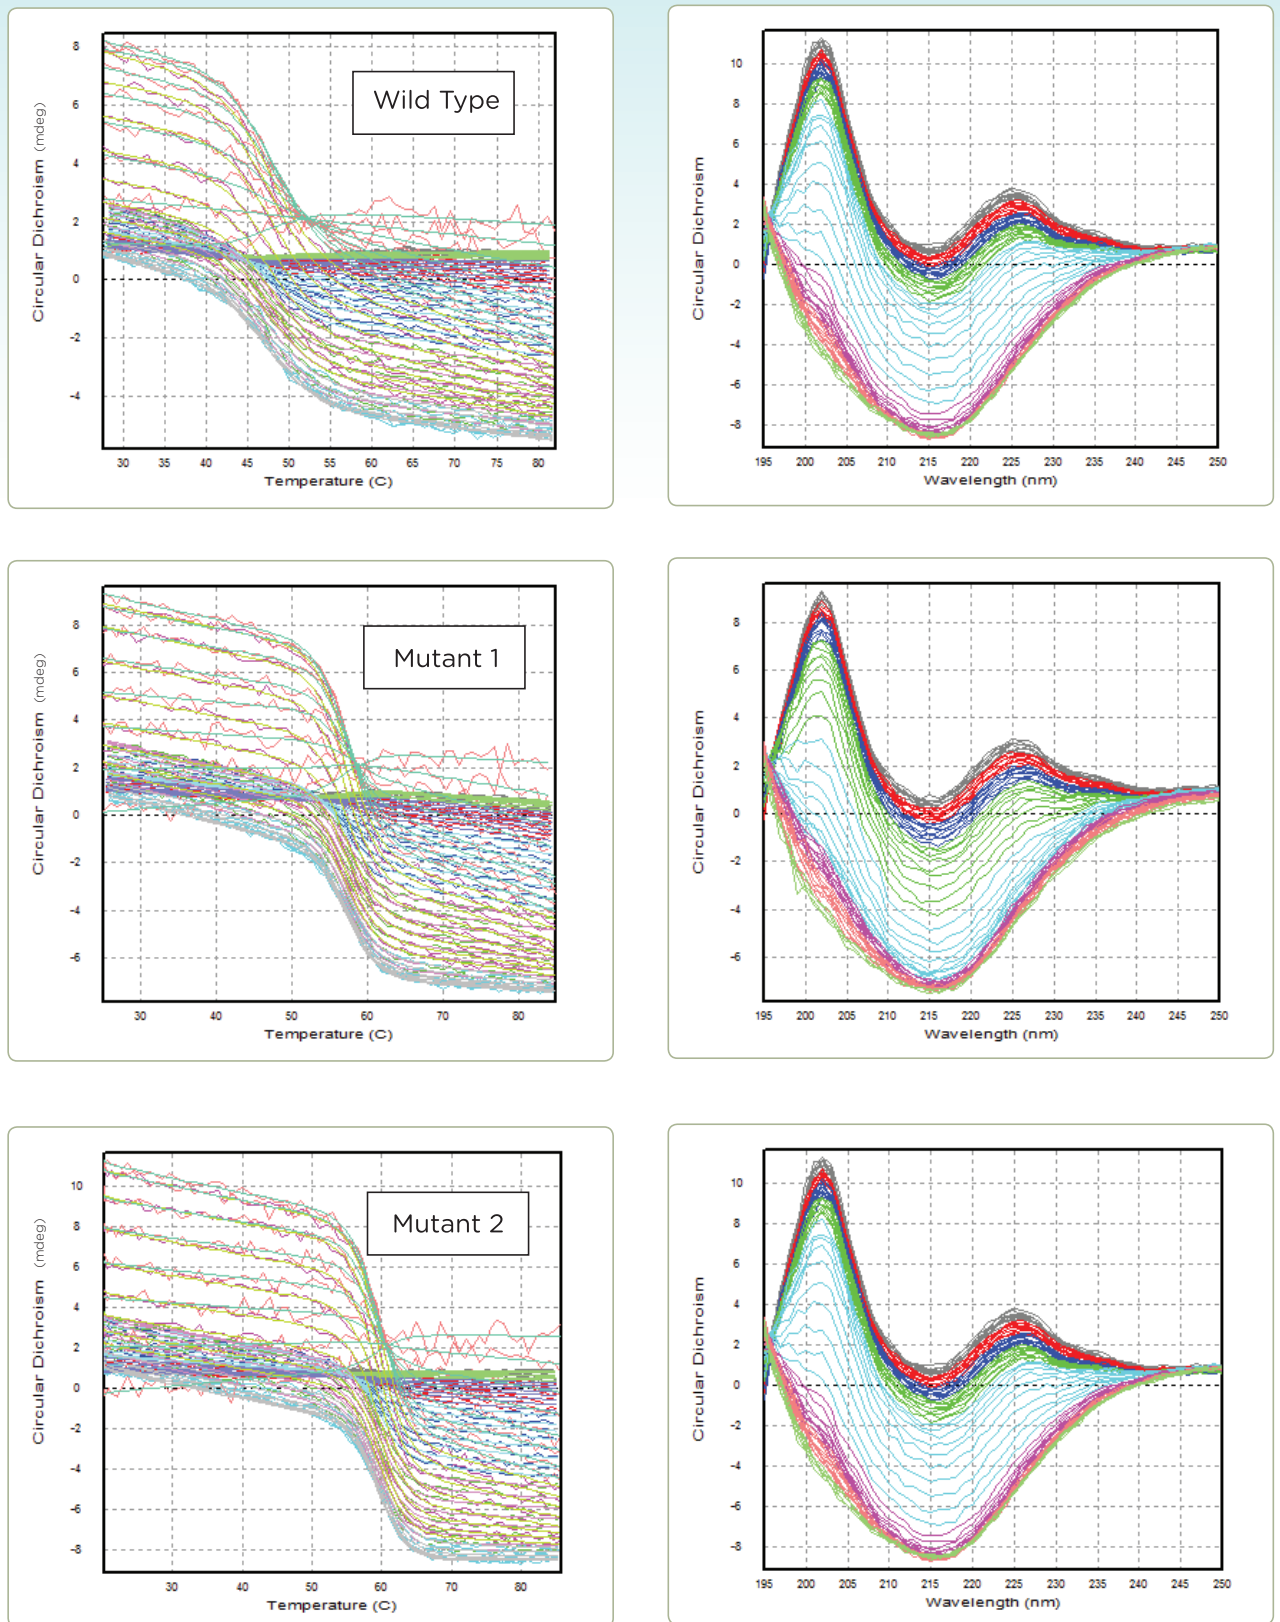 8
6
4
2
0
-2
-4
Circular Dichroism (mdeg)
Wild Type
30 35 40 45 50 55 60 65 70 75 80
Temperature (C)
10
8
6
4
2
0
-2
-4
-6
-8
Circular Dichroism
195 200 205 210 215 220 225 230 235 240 245 250
Wavelength (nm)
8
6
4
2
0
-2
-4
-6
Circular Dichroism (mdeg)
Mutant 1
30 40 50 60 70 80
Temperature (C)
8
6
4
2
0
-2
-4
-6
Circular Dichroism
195 200 205 210 215 220 225 230 235 240 245 250
Wavelength (nm)
10
8
6
4
2
0
-2
-4
-6
-8
Circular Dichroism (mdeg)
Mutant 2
30 40 50 60 70 80
Temperature (C)
10
8
6
4
2
0
-2
-4
-6
-8
Circular Dichroism
195 200 205 210 215 220 225 230 235 240 245 250
Wavelength (nm)